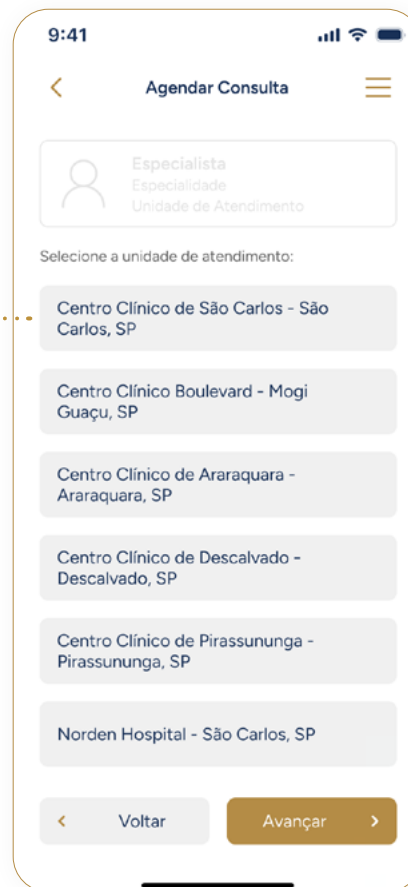 9:41
Agendar Consulta
Especialista
Especialidade
Unidade de Atendimento
Selecione a unidade de atendimento:
Centro Clínico de São Carlos - São
Carlos, SP
Centro Clínico Boulevard - Mogi
Guaçu, SP
Centro Clínico de Araraquara -
Araraquara, SP
Centro Clínico de Descalvado -
Descalvado, SP
Centro Clínico de Pirassununga -
Pirassununga, SP
Norden Hospital - São Carlos, SP
Voltar
Avançar